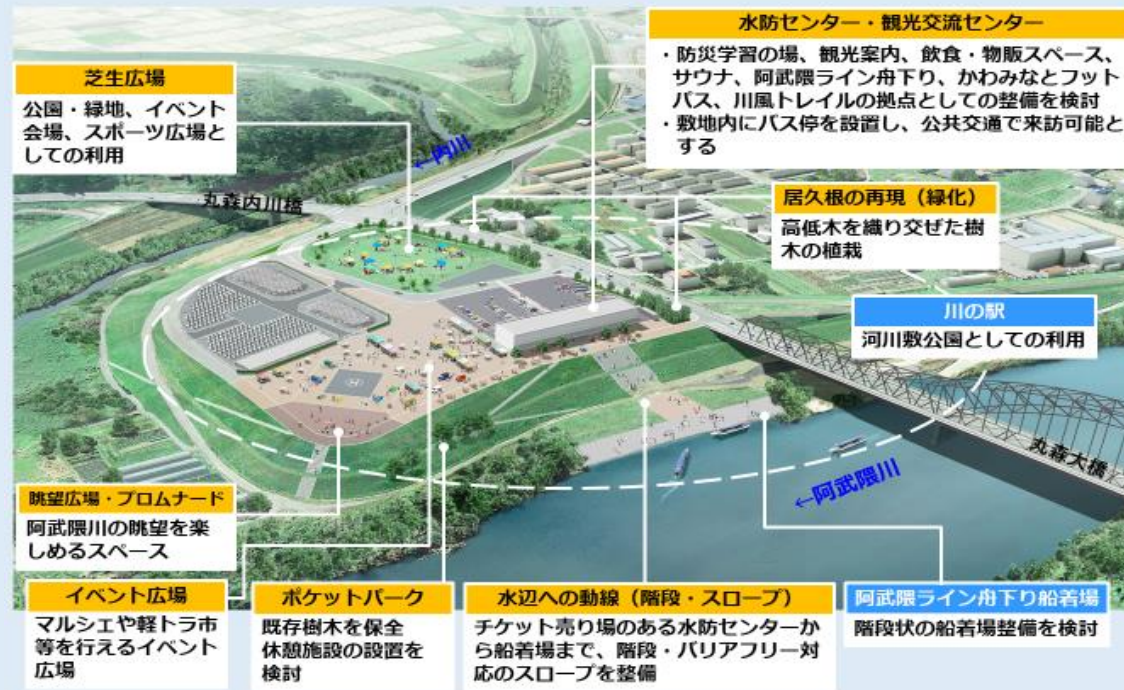 水防センター・観光交流センター
・防災学習の場、観光案内、飲食・物販スペース、
サウナ、阿武隈ライン舟下り、かわみなとフット
パス、川風トレイルの拠点としての整備を検討
・敷地内にバス停を設置し、公共交通で来訪可能と
する
芝生広場
公園・緑地、イベント
会場、スポーツ広場と
しての利用
←内川
丸森内川橋
居久根の再現（緑化）
高低木を織り交ぜた樹
木の植栽
川の駅
河川敷公園としての利用
丸森大橋
←阿武隈川
H
眺望広場・プロムナード
阿武隈川の眺望を楽
しめるスペース
イベント広場
マルシェや軽トラ市
等を行えるイベント
広場
ポケットパーク
既存樹木を保全
休憩施設の設置を
検討
水辺への動線（階段・スロープ）
チケット売り場のある水防センターか
ら船着場まで、階段・バリアフリー対
応のスロープを整備
阿武隈ライン舟下り船着場
階段状の船着場整備を検討